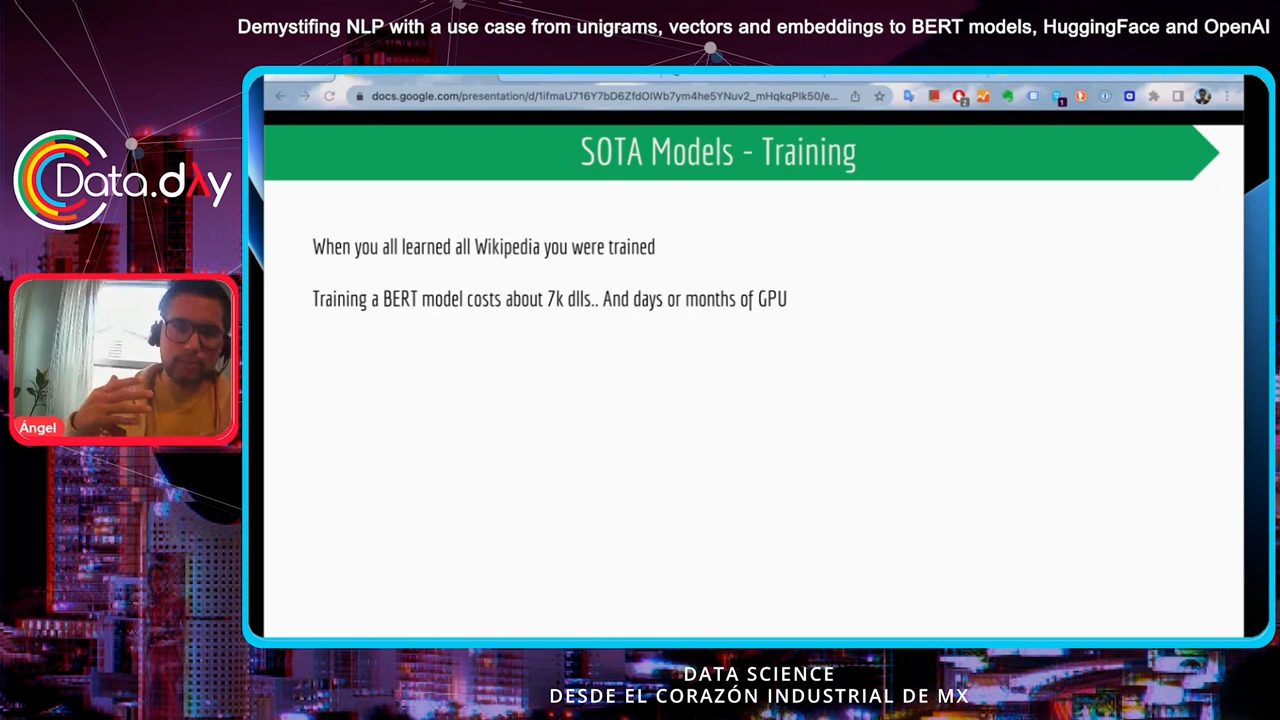 Demystifing NLP with a use case from unigrams, vectors and embeddings to BERT models, HuggingFace and OpenAI
docs.google.com/presentation/d/1ifmaU716Y7bD6ZfdOIWb7ym4he5YNuv2_mHqkqPlk50/e...
SOTA Models - Training
Data.day
When you all learned all Wikipedia you were trained
Training a BERT model costs about 7k dlls.. And days or months of GPU
Ángel
DATA SCIENCE
DESDE EL CORAZÓN INDUSTRIAL DE MX